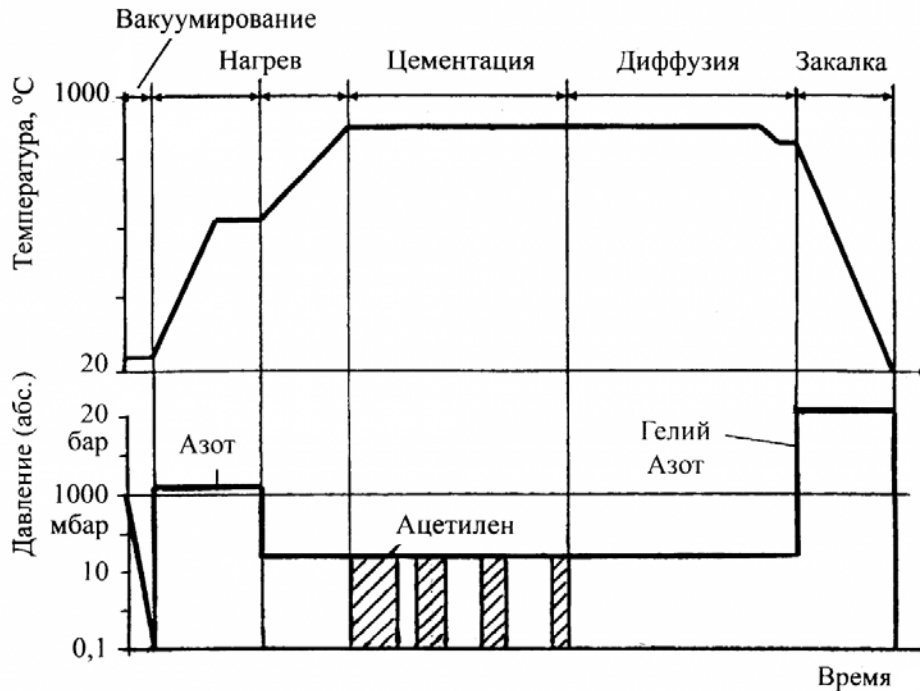 Вакуумирование
Нагрев
Цементация
Диффузия
Закалка
1000
Температура, °С
20
Давление (абс.)
20
бар
Азот
Гелий
Азот
1000
мбар
Ацетилен
10
0,1
Время